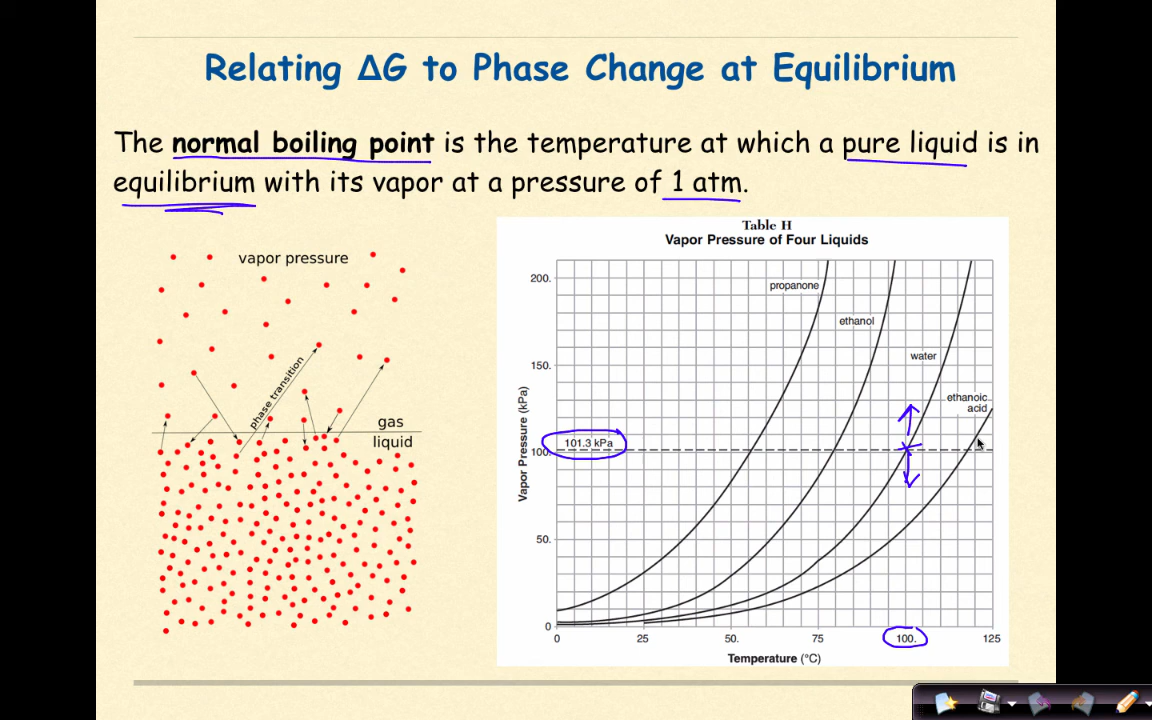 Relating ΔG to Phase Change at Equilibrium
The normal boiling point is the temperature at which a pure liquid is in
equilibrium with its vapor at a pressure of 1 atm.
vapor pressure
phase transition
gas
liquid
Table H
Vapor Pressure of Four Liquids
Vapor Pressure (kPa)
200.
150.
101.3 kPa
100.
50.
0
propanone
ethanol
water
ethanoic
acid
0 25 50. 75 100. 125
Temperature (°C)